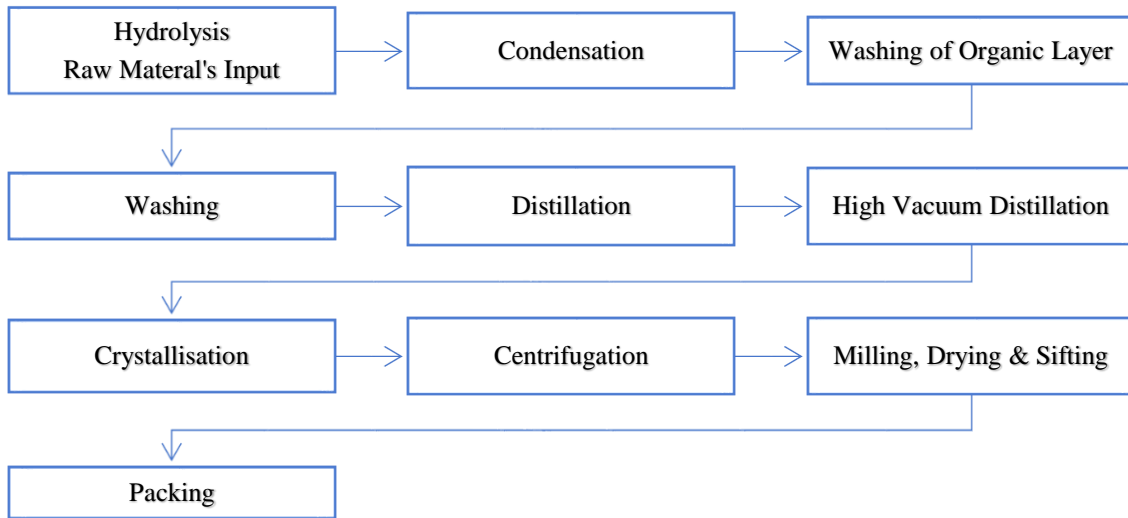 Hydrolysis
Raw Materal's Input
Condensation
Washing of Organic Layer
Washing
Distillation
High Vacuum Distillation
Crystallisation
Centrifugation
Milling, Drying & Sifting
Packing